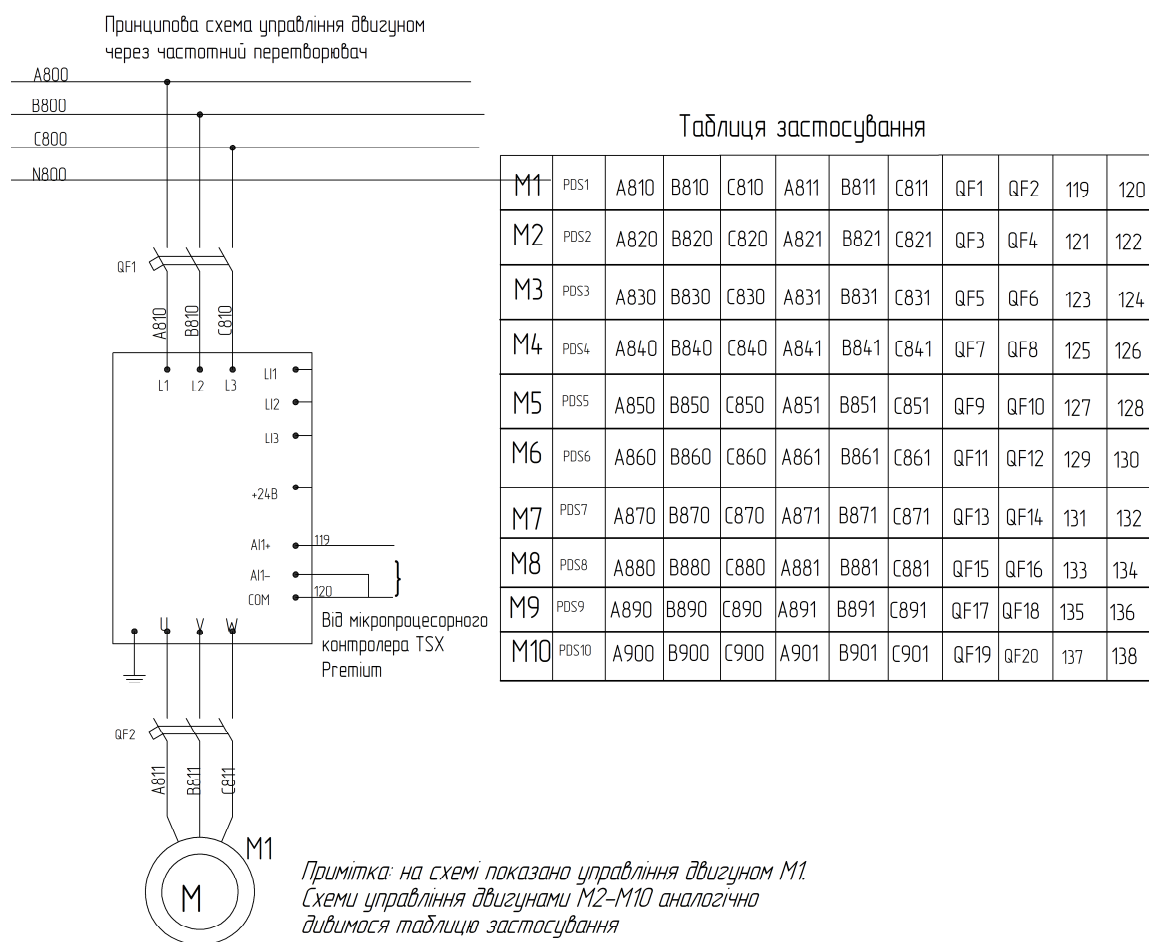 Принципова схема управління двигуном
через частотний перетворювач
A800
B800
C800
N800
QF1
A810
B810
C810
L1 L2 L3
LI1
LI2
LI3
+24В
AI1+
AI1-
COM
119
120
U V W
Від мікропроцесорного
контролера TSX
Premium
QF2
A811
B811
C811
M1
M
Таблиця застосування
M1 PDS1 A810 B810 C810 A811 B811 C811 QF1 QF2 119 120
M2 PDS2 A820 B820 C820 A821 B821 C821 QF3 QF4 121 122
M3 PDS3 A830 B830 C830 A831 B831 C831 QF5 QF6 123 124
M4 PDS4 A840 B840 C840 A841 B841 C841 QF7 QF8 125 126
M5 PDS5 A850 B850 C850 A851 B851 C851 QF9 QF10 127 128
M6 PDS6 A860 B860 C860 A861 B861 C861 QF11 QF12 129 130
M7 PDS7 A870 B870 C870 A871 B871 C871 QF13 QF14 131 132
M8 PDS8 A880 B880 C880 A881 B881 C881 QF15 QF16 133 134
M9 PDS9 A890 B890 C890 A891 B891 C891 QF17 QF18 135 136
M10 PDS10 A900 B900 C900 A901 B901 C901 QF19 QF20 137 138
Примітка: на схемі показано управління двигуном М1.
Схеми управління двигунами М2-М10 аналогічно
дивимося таблицю застосування